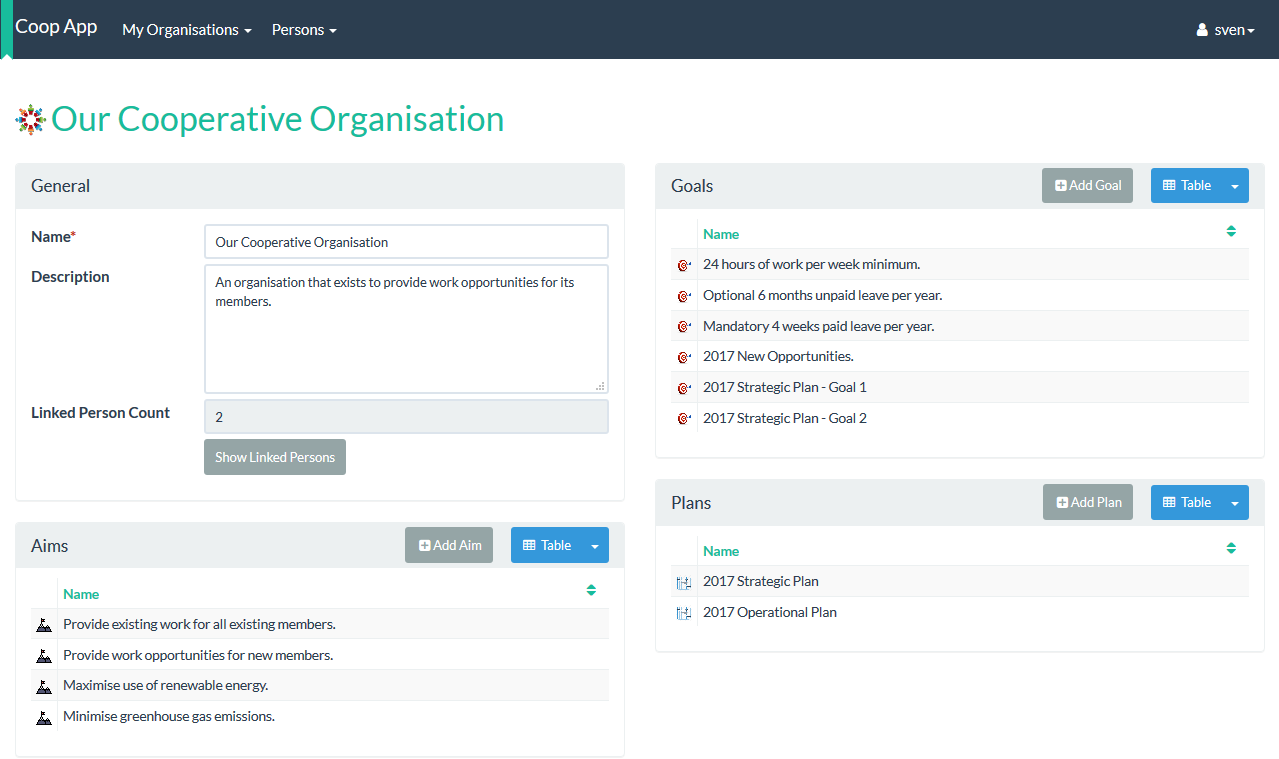 Coop App
My Organisations
Persons
sven
Our Cooperative Organisation
General
Name*
Our Cooperative Organisation
Description
An organisation that exists to provide work opportunities for its
members.
Linked Person Count
2
Show Linked Persons
Aims
Add Aim
Table
Name
Provide existing work for all existing members.
Provide work opportunities for new members.
Maximise use of renewable energy.
Minimise greenhouse gas emissions.
Goals
Add Goal
Table
Name
24 hours of work per week minimum.
Optional 6 months unpaid leave per year.
Mandatory 4 weeks paid leave per year.
2017 New Opportunities.
2017 Strategic Plan - Goal 1
2017 Strategic Plan - Goal 2
Plans
Add Plan
Table
Name
2017 Strategic Plan
2017 Operational Plan